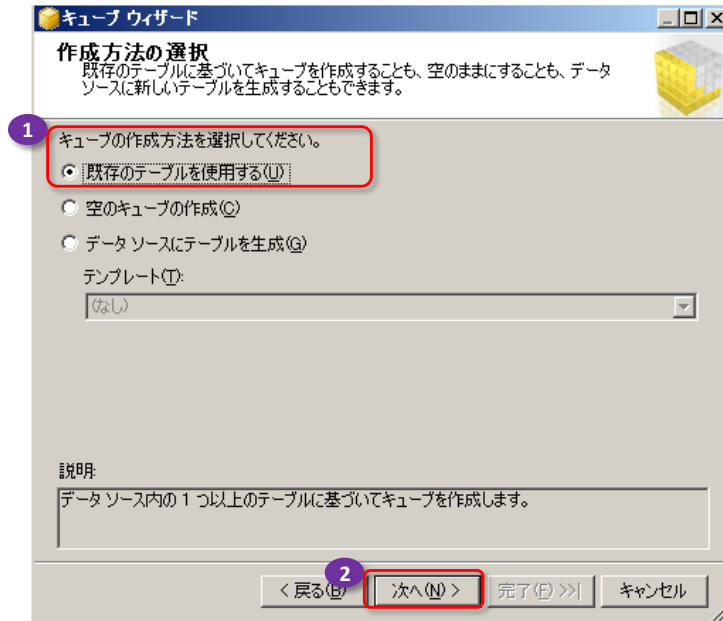 キューブ ウィザード
作成方法の選択
既存のテーブルに基づいてキューブを作成することも、空のままにすることも、データ
ソースに新しいテーブルを生成することもできます。
1
キューブの作成方法を選択してください。
既存のテーブルを使用する(U)
空のキューブの作成(C)
データ ソースにテーブルを生成(G)
テンプレート(T):
(なし)
説明:
データ ソース内の 1 つ以上のテーブルに基づいてキューブを作成します。
2
< 戻る(B)
次へ(N) >
完了(F) >>|
キャンセル